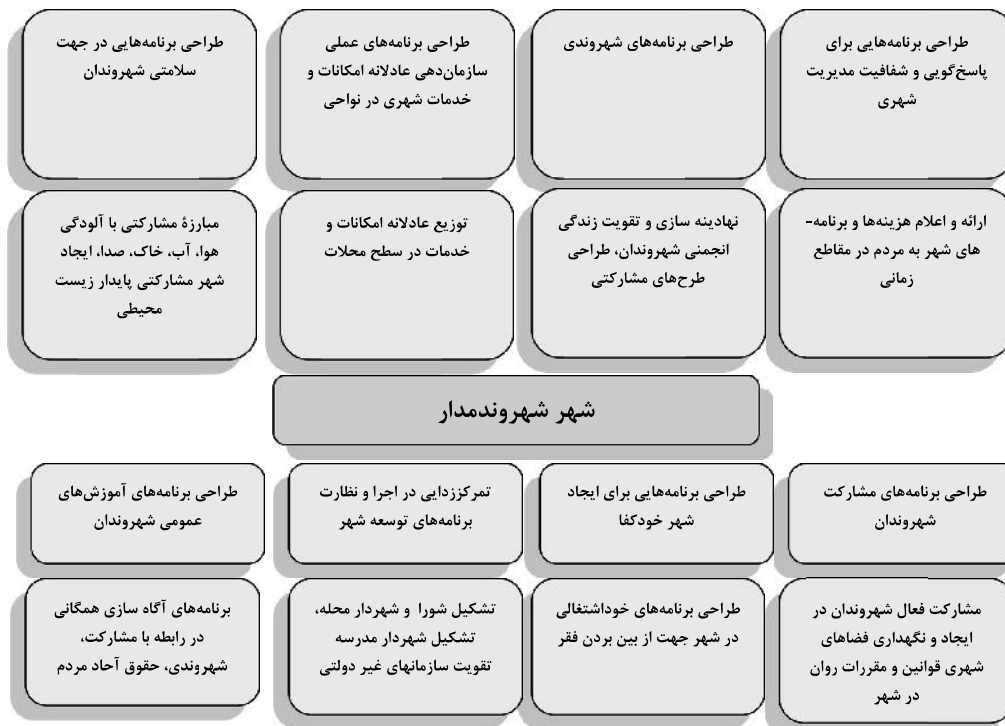 طراحی برنامه‌هایی برای
پاسخ‌گویی و شفافیت مدیریت
شهری
طراحی برنامه‌های شهروندی
طراحی برنامه‌های عملی
سازمان‌دهی عادلانه امکانات و
خدمات شهری در نواحی
طراحی برنامه‌هایی در جهت
سلامتی شهروندان
ارائه و اعلام هزینه‌ها و برنامه-
های شهر به مردم در مقاطع
زمانی
نهادینه سازی و تقویت زندگی
انجمنی شهروندان، طراحی
طرح‌های مشارکتی
توزیع عادلانه امکانات و
خدمات در سطح محلات
مبارزۀ مشارکتی با آلودگی
هوا، آب، خاک، صدا، ایجاد
شهر مشارکتی پایدار زیست
محیطی
شهر شهروندمدار
طراحی برنامه‌های مشارکت
شهروندان
طراحی برنامه‌هایی برای ایجاد
شهر خودکفا
تمرکززدایی در اجرا و نظارت
برنامه‌های توسعه شهر
طراحی برنامه‌های آموزش‌های
عمومی شهروندان
مشارکت فعال شهروندان در
ایجاد و نگهداری فضاهای
شهری قوانین و مقررات روان
در شهر
طراحی برنامه‌های خوداشتغالی
در شهر جهت از بین بردن فقر
تشکیل شورا و شهردار محله،
تشکیل شهردار مدرسه
تقویت سازمانهای غیر دولتی
برنامه‌های آگاه سازی همگانی
در رابطه با مشارکت،
شهروندی، حقوق آحاد مردم